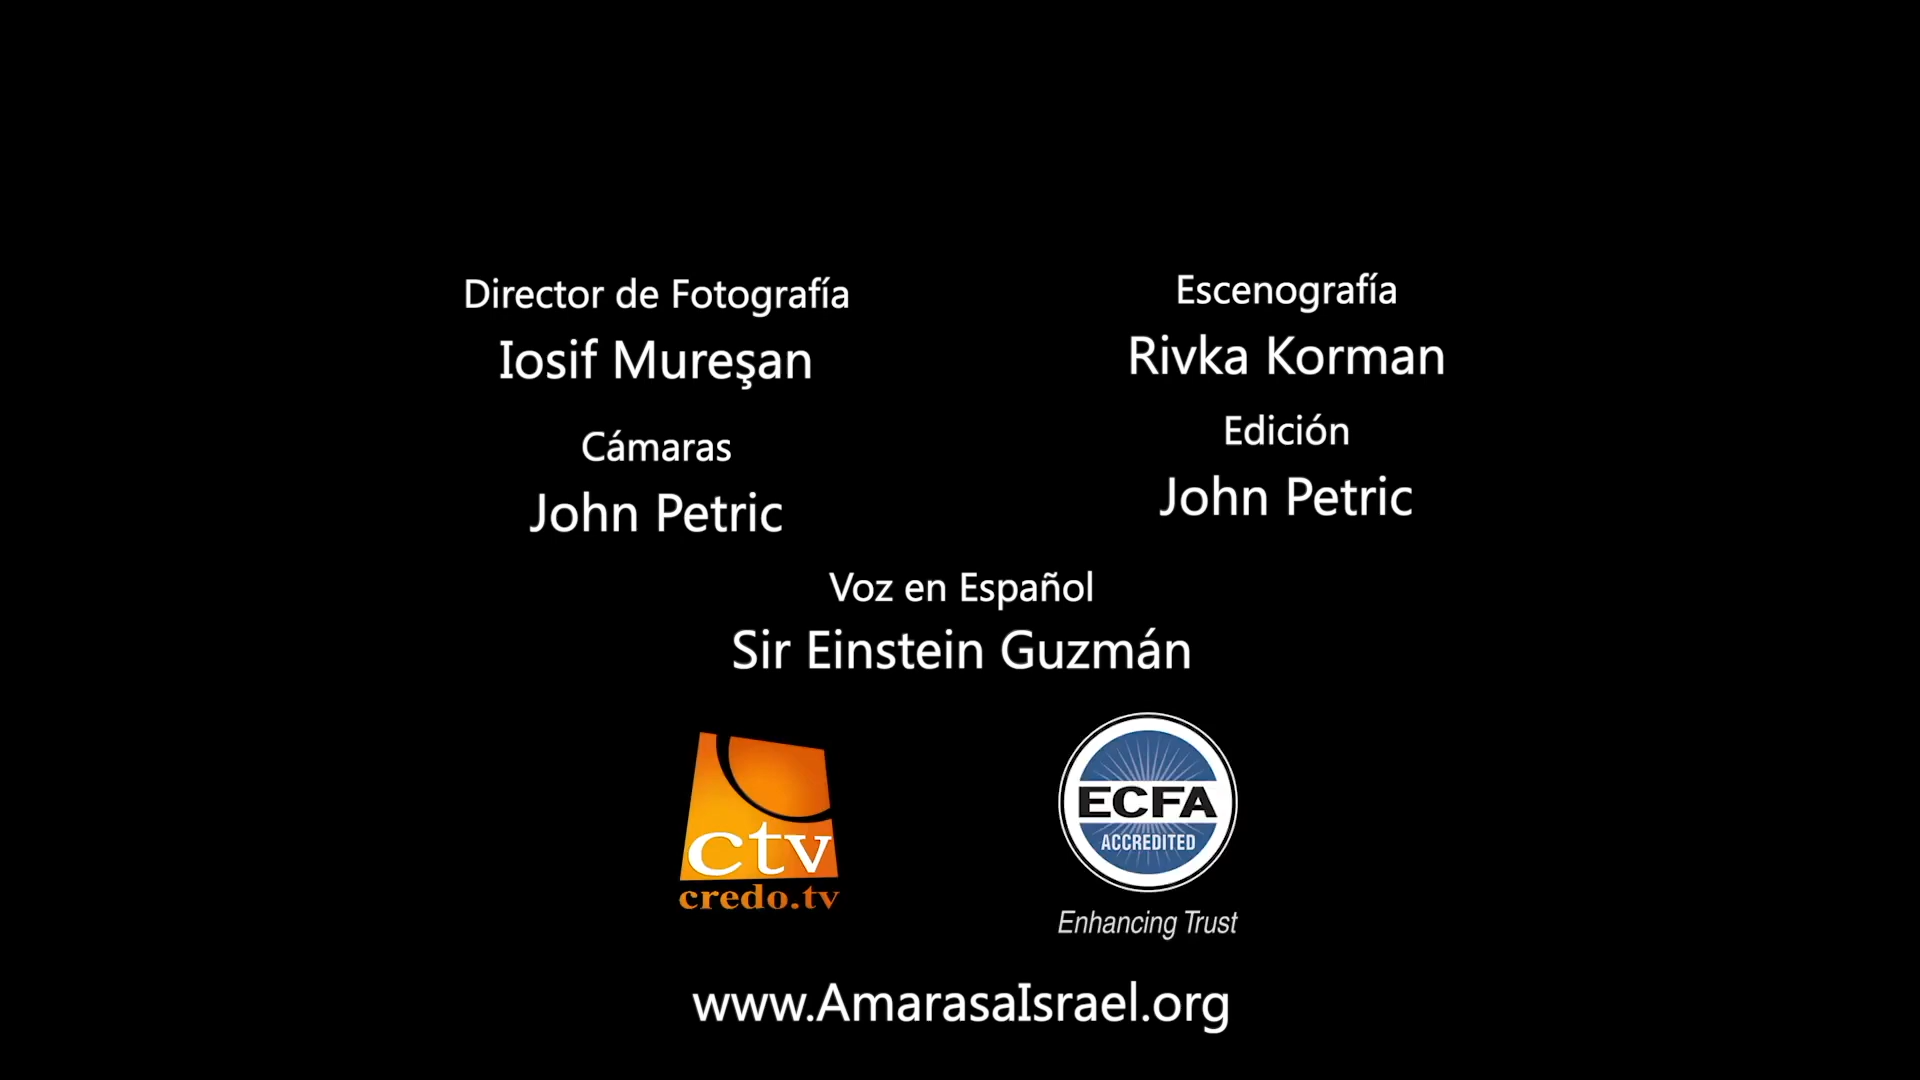 Director de Fotografía
Iosif Mureşan
Cámaras
John Petric
Escenografía
Rivka Korman
Edición
John Petric
Voz en Español
Sir Einstein Guzmán
ctv
credo.tv
ECFA
ACCREDITED
Enhancing Trust
www.AmarasaIsrael.org